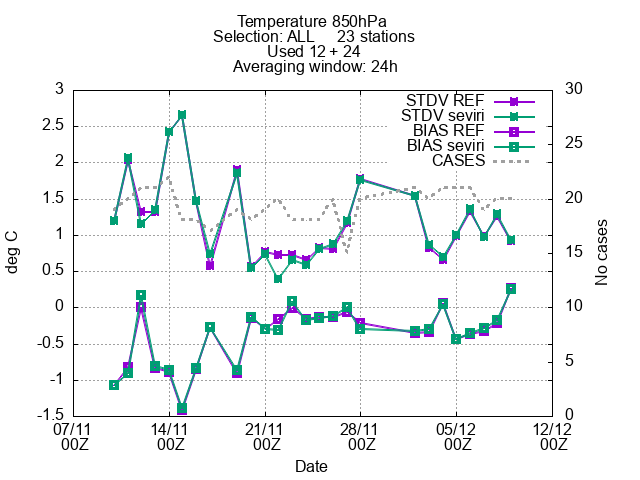 Temperature 850hPa
Selection: ALL 23 stations
Used 12 + 24
Averaging window: 24h
STDV REF
STDV seviri
BIAS REF
BIAS seviri
CASES
3
2.5
2
1.5
1
0.5
0
-0.5
-1
-1.5
deg C
30
25
20
15
10
5
0
No cases
07/11 14/11 21/11 28/11 05/12 12/12
00Z 00Z 00Z 00Z 00Z 00Z
Date